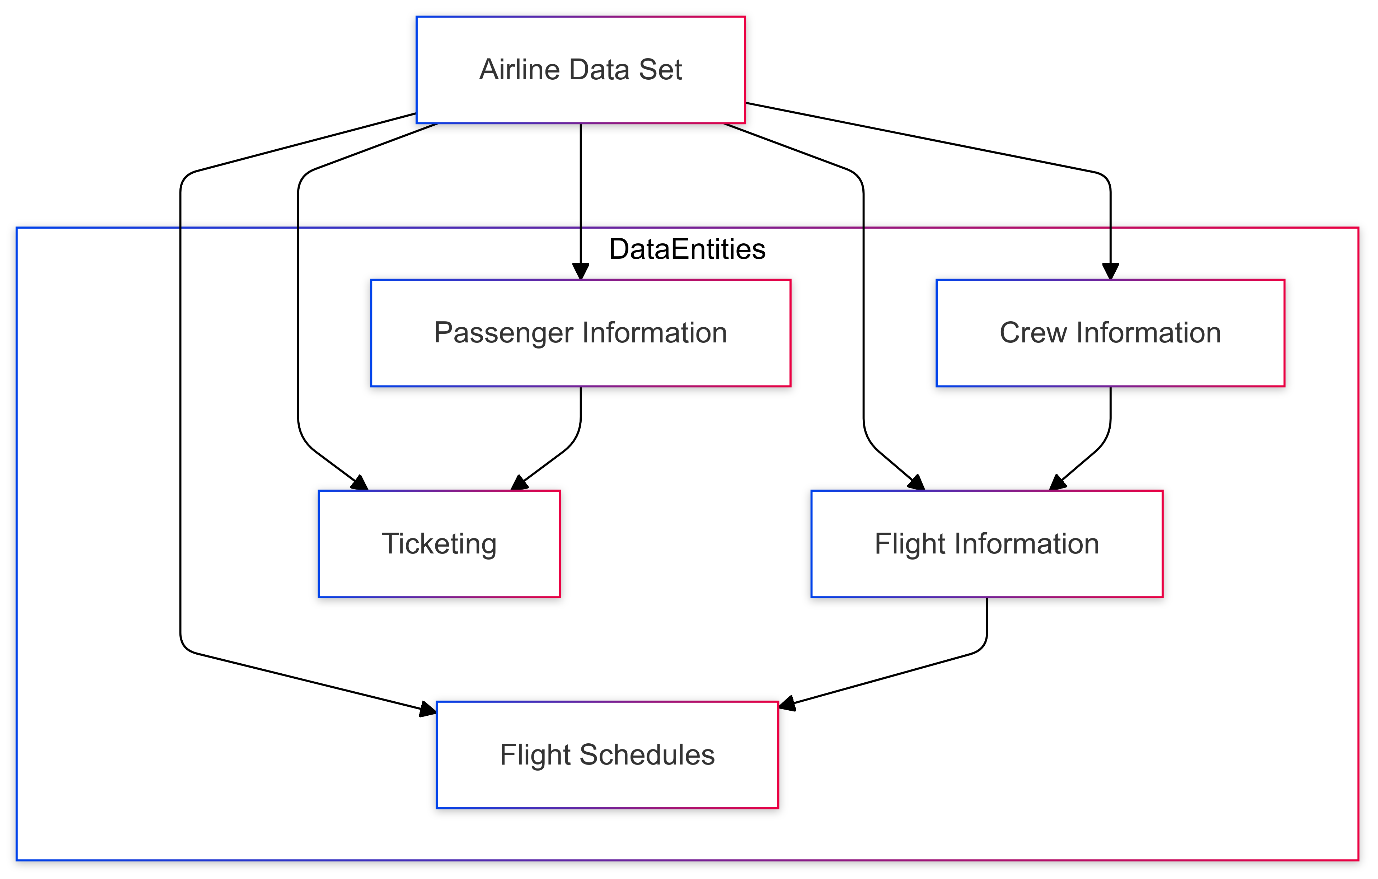 Airline Data Set
DataEntities
Passenger Information
Crew Information
Ticketing
Flight Information
Flight Schedules